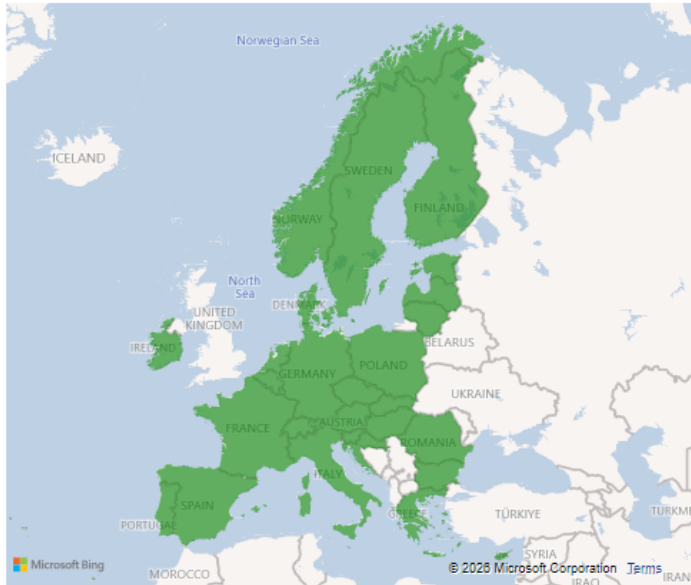 Norwegian Sea
ICELAND
SWEDEN
FINLAND
NORWAY
North
Sea
DENMARK
UNITED
KINGDOM
IRELAND
BELARUS
POLAND
GERMANY
UKRAINE
AUSTRIA
FRANCE
ROMANIA
ITALY
SPAIN
PORTUGAL
GREECE
TÜRKIYE
TURKM
SYRIA
Microsoft Bing
© 2026 Microsoft Corporation Terms
MOROCCO
IRAQ
IRAN